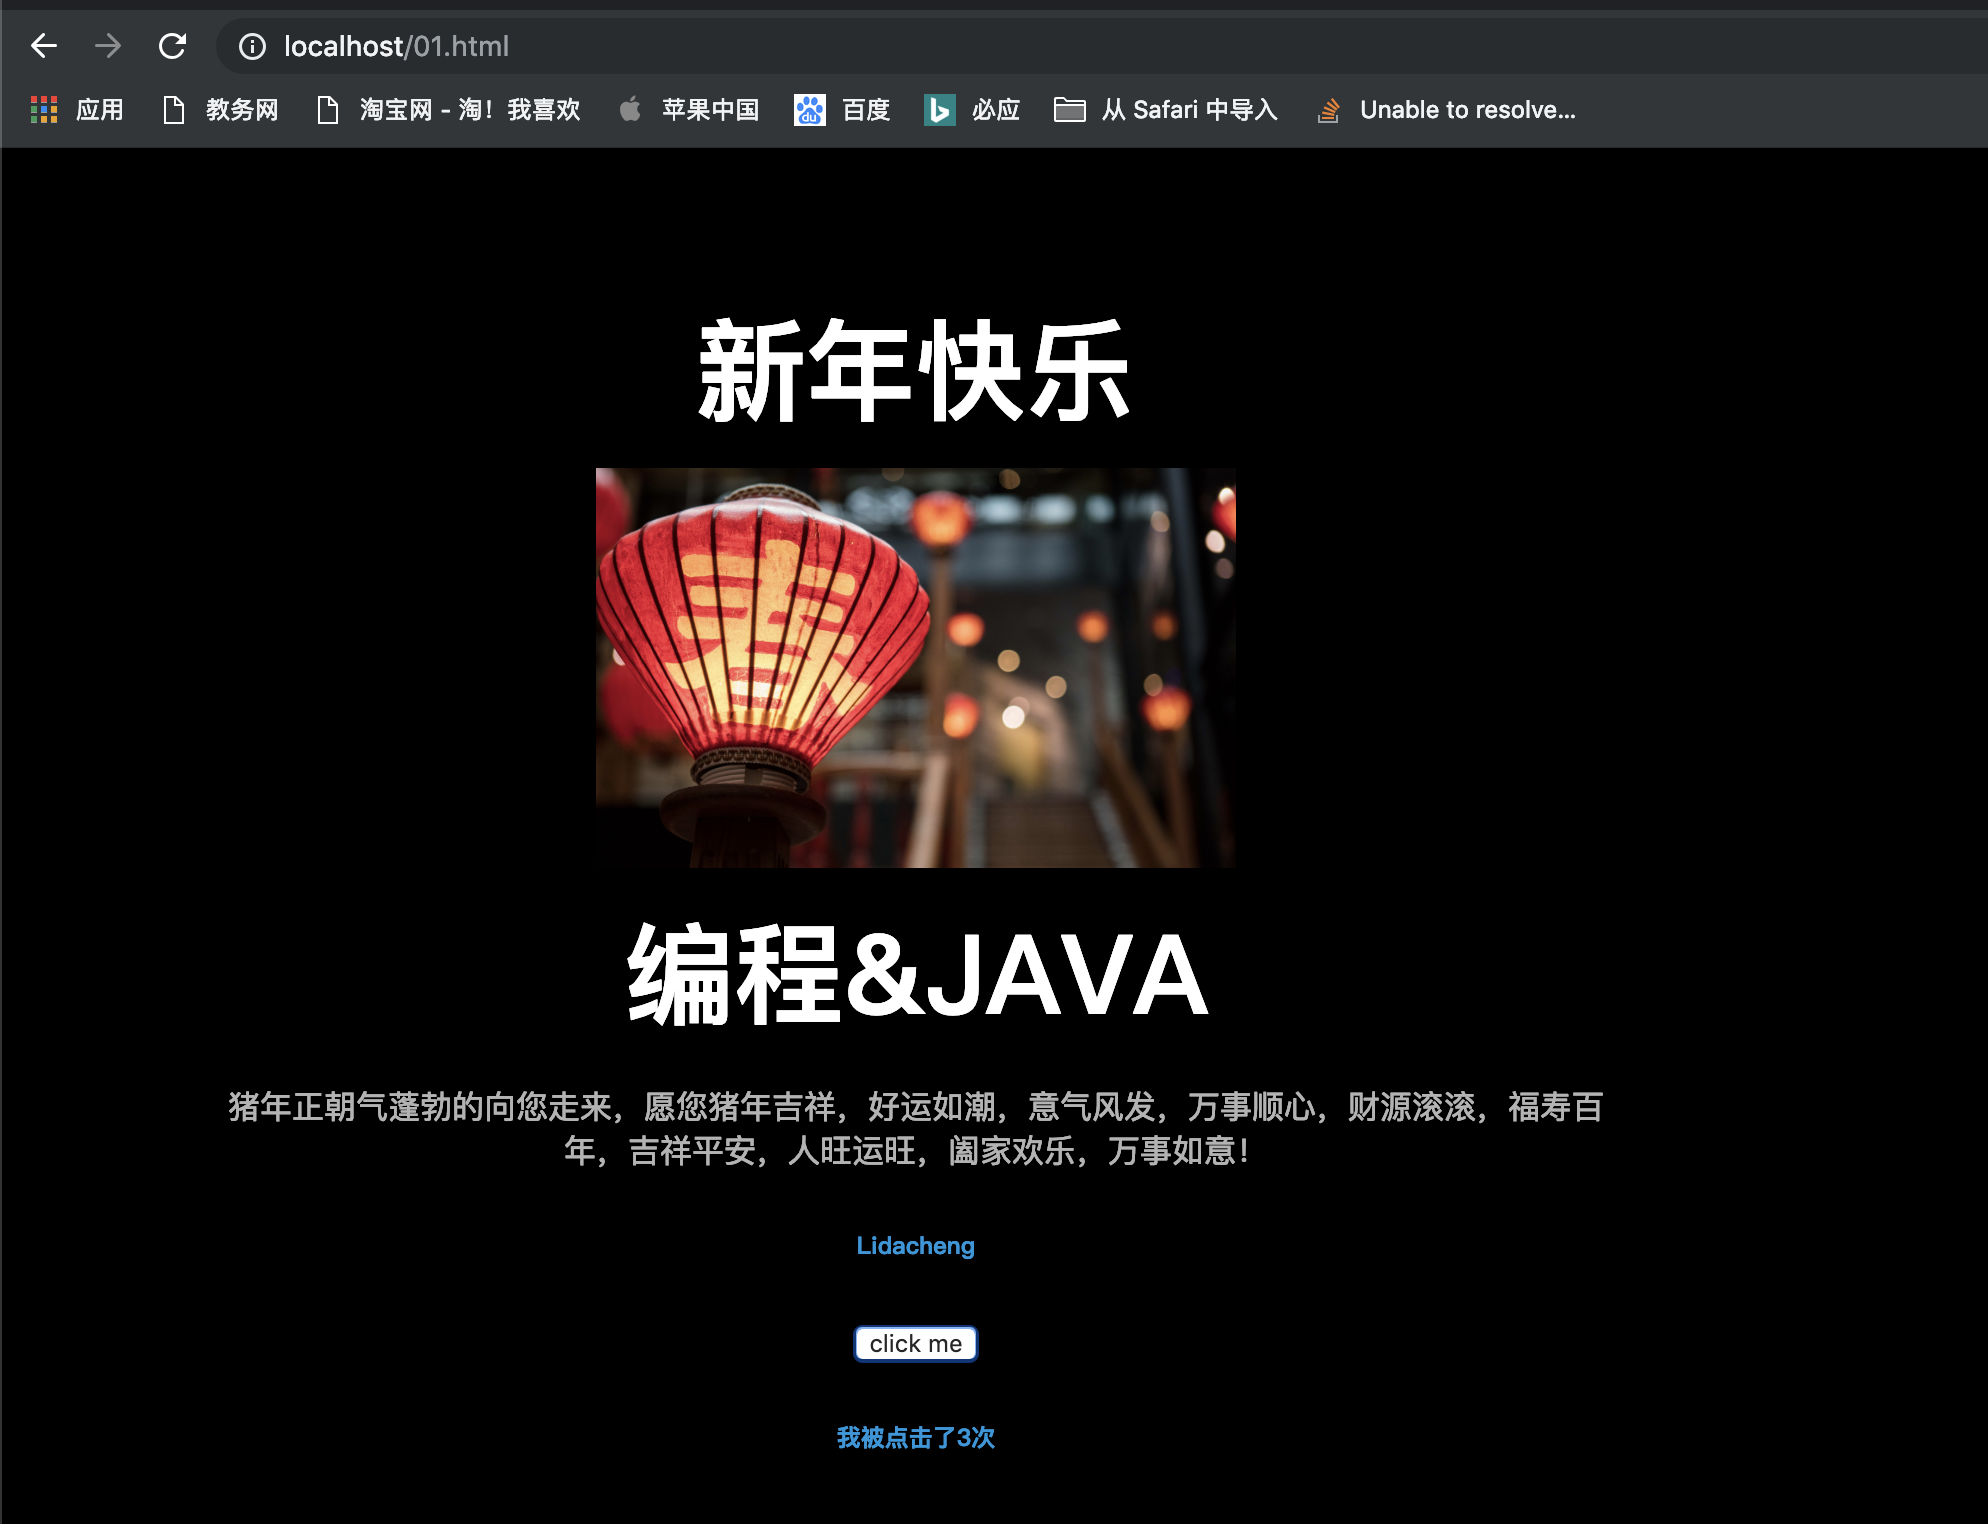 localhost/01.html
应用 教务网 淘宝网 - 淘！我喜欢 苹果中国 du 百度 b 必应 从 Safari 中导入 Unable to resolve...
新年快乐
编程&JAVA
猪年正朝气蓬勃的向您走来，愿您猪年吉祥，好运如潮，意气风发，万事顺心，财源滚滚，福寿百
年，吉祥平安，人旺运旺，阖家欢乐，万事如意！
Lidacheng
click me
我被点击了3次